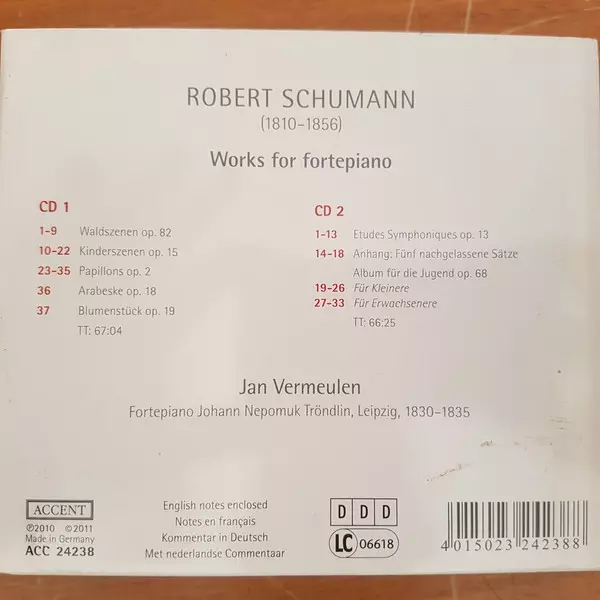 ROBERT SCHUMANN
(1810-1856)
Works for fortepiano
CD 1
1-9 Waldszenen op. 82
10-22 Kinderszenen op. 15
23-35 Papillons op. 2
36 Arabeske op. 18
37 Blumenstück op. 19
TT: 67:04
CD 2
1-13 Etudes Symphoniques op. 13
14-18 Anhang: Fünf nachgelassene Sätze
Album für die Jugend op. 68
19-26 Für Kleinere
27-33 Für Erwachsenere
TT: 66:25
Jan Vermeulen
Fortepiano Johann Nepomuk Tröndlin, Leipzig, 1830-1835
ACCENT
℗2010 ©2011
Made in Germany
ACC 24238
English notes enclosed
Notes en français
Kommentar in Deutsch
Met nederlandse Commentaar
D D D
LC 06618
4 015023 242388